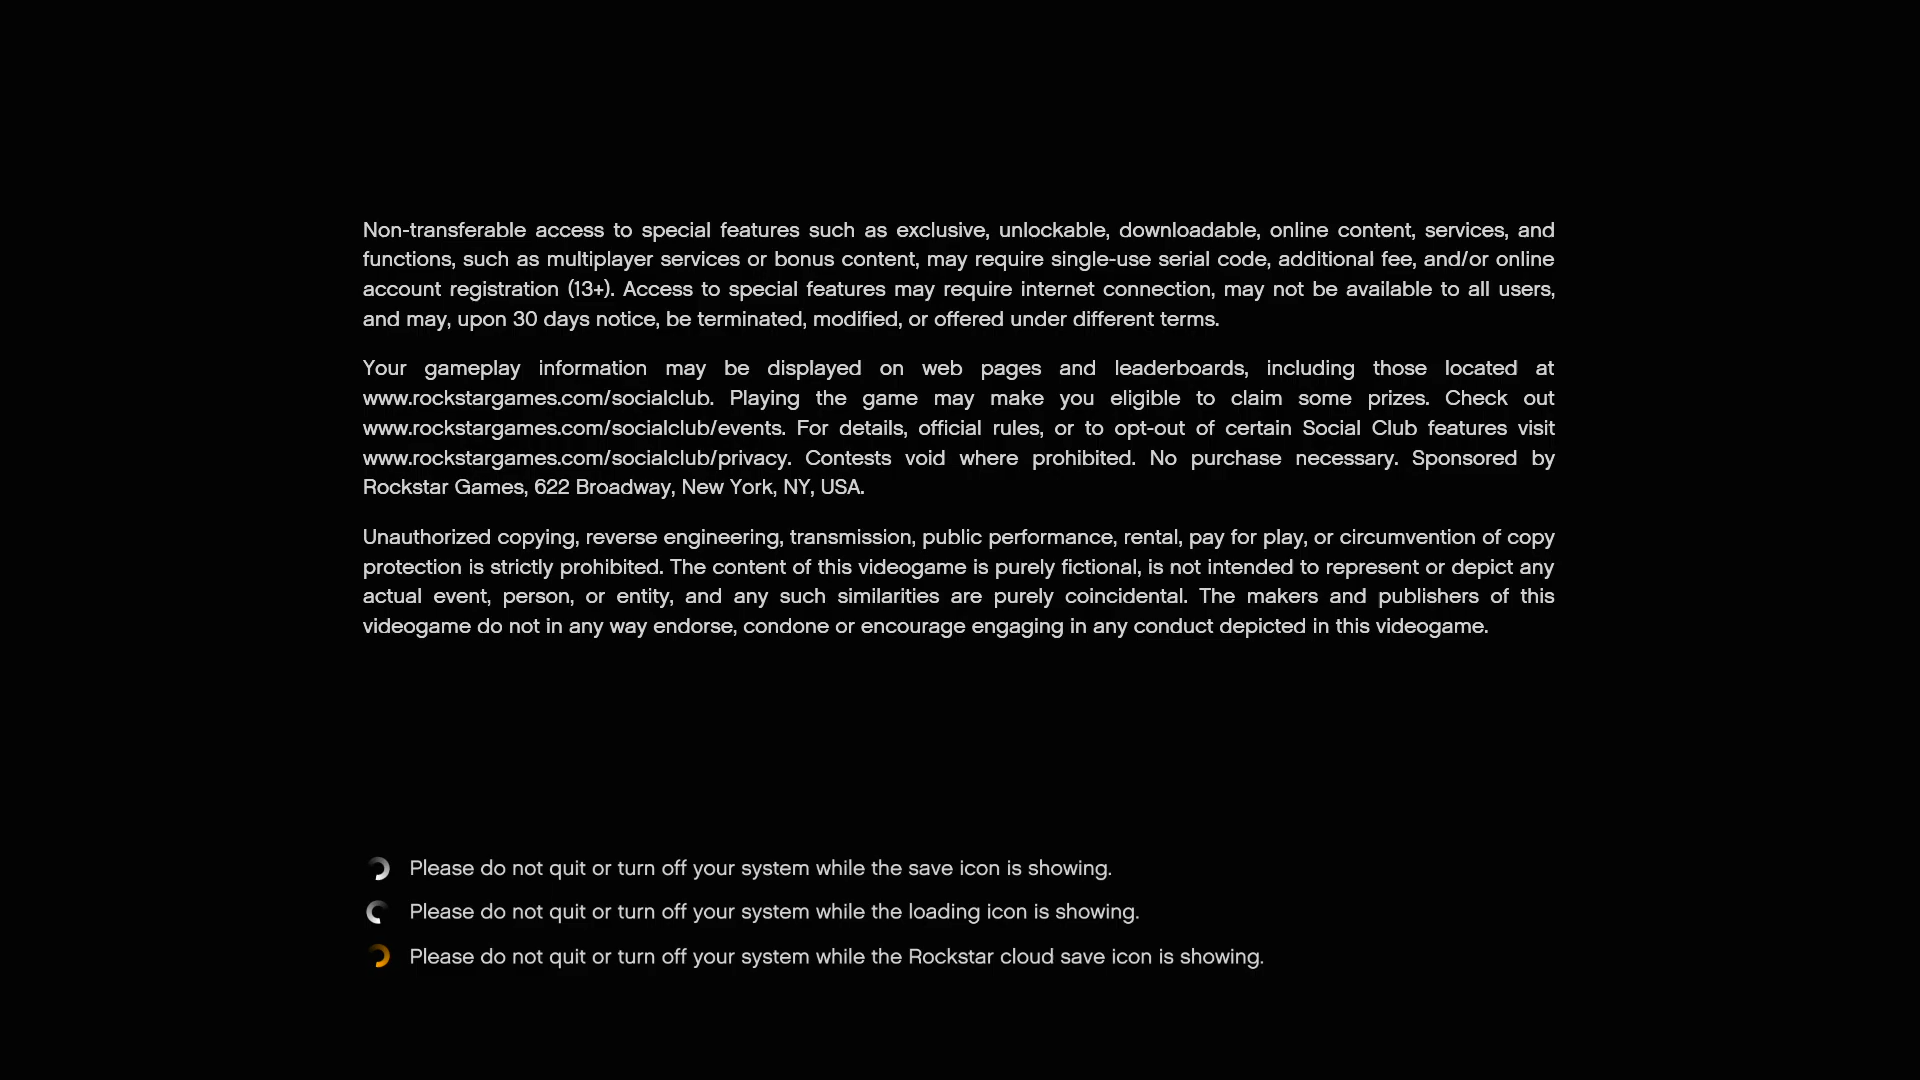 Non-transferable access to special features such as exclusive, unlockable, downloadable, online content, services, and
functions, such as multiplayer services or bonus content, may require single-use serial code, additional fee, and/or online
account registration (13+). Access to special features may require internet connection, may not be available to all users,
and may, upon 30 days notice, be terminated, modified, or offered under different terms.
Your gameplay information may be displayed on web pages and leaderboards, including those located at
www.rockstargames.com/socialclub. Playing the game may make you eligible to claim some prizes. Check out
www.rockstargames.com/socialclub/events. For details, official rules, or to opt-out of certain Social Club features visit
www.rockstargames.com/socialclub/privacy. Contests void where prohibited. No purchase necessary. Sponsored by
Rockstar Games, 622 Broadway, New York, NY, USA.
Unauthorized copying, reverse engineering, transmission, public performance, rental, pay for play, or circumvention of copy
protection is strictly prohibited. The content of this videogame is purely fictional, is not intended to represent or depict any
actual event, person, or entity, and any such similarities are purely coincidental. The makers and publishers of this
videogame do not in any way endorse, condone or encourage engaging in any conduct depicted in this videogame.
Please do not quit or turn off your system while the save icon is showing.
Please do not quit or turn off your system while the loading icon is showing.
Please do not quit or turn off your system while the Rockstar cloud save icon is showing.